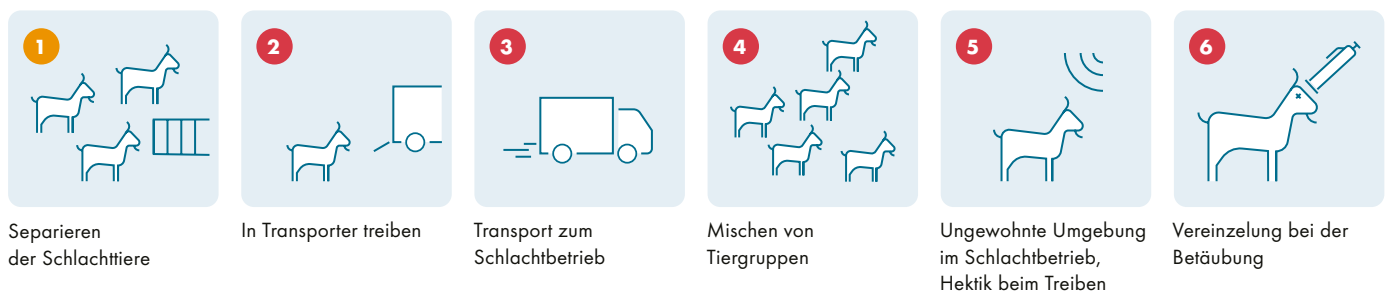 1
Separieren
der Schlachttiere
2
In Transporter treiben
3
Transport zum
Schlachtbetrieb
4
Mischen von
Tiergruppen
5
Ungewohnte Umgebung
im Schlachtbetrieb,
Hektik beim Treiben
6
Vereinzelung bei der
Betäubung